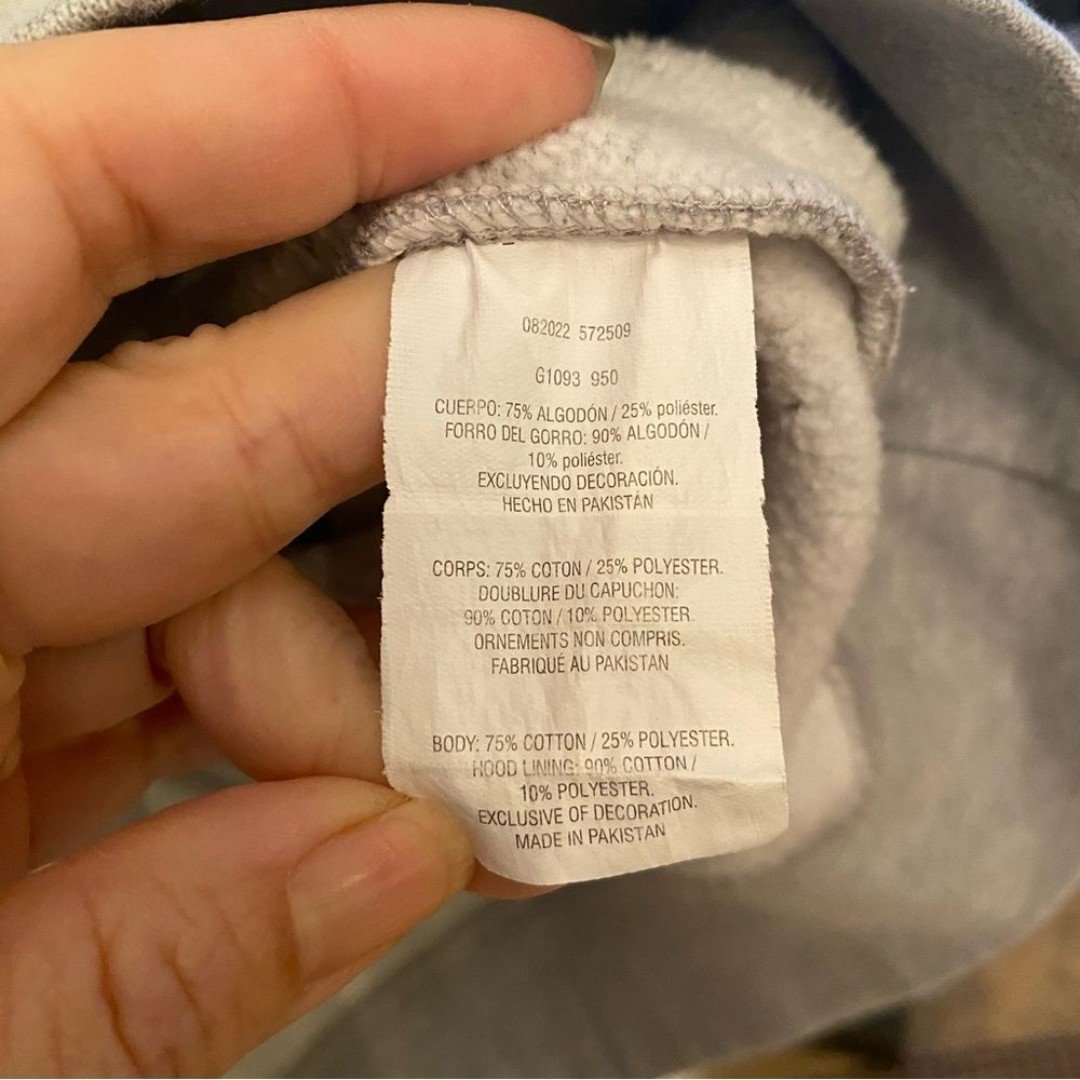 082022 572509
G1093 950
CUERPO: 75% ALGODÓN / 25% poliéster.
FORRO DEL GORRO: 90% ALGODÓN /
10% poliéster.
EXCLUYENDO DECORACIÓN.
HECHO EN PAKISTÁN
CORPS: 75% COTON / 25% POLYESTER.
DOUBLURE DU CAPUCHON:
90% COTON / 10% POLYESTER
ORNEMENTS NON COMPRIS.
FABRIQUÉ AU PAKISTAN
BODY: 75% COTTON / 25% POLYESTER.
HOOD LINING: 90% COTTON /
10% POLYESTER.
EXCLUSIVE OF DECORATION.
MADE IN PAKISTAN